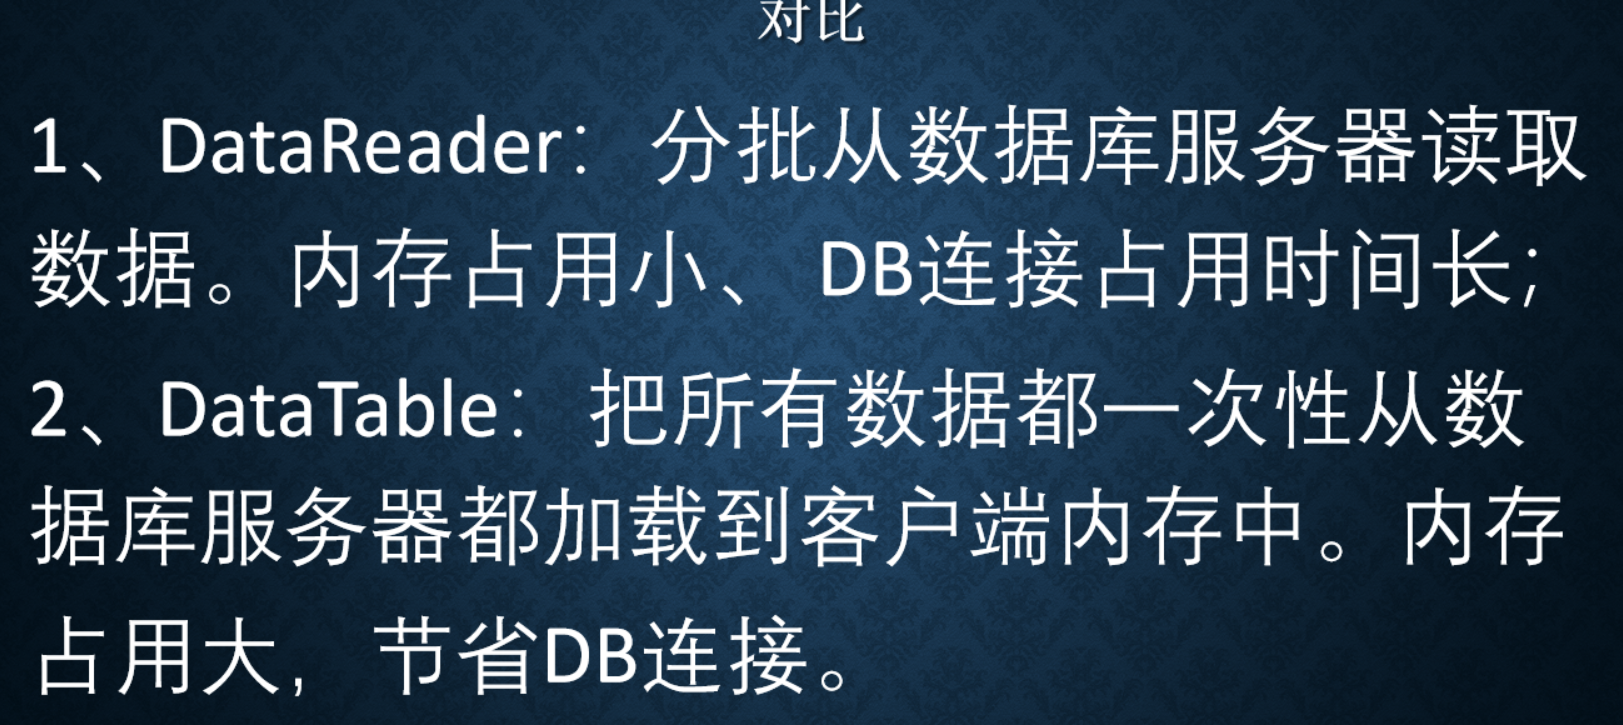 对比
1、DataReader：分批从数据库服务器读取
数据。内存占用小、DB连接占用时间长；
2、DataTable：把所有数据都一次性从数
据库服务器都加载到客户端内存中。内存
占用大，节省DB连接。